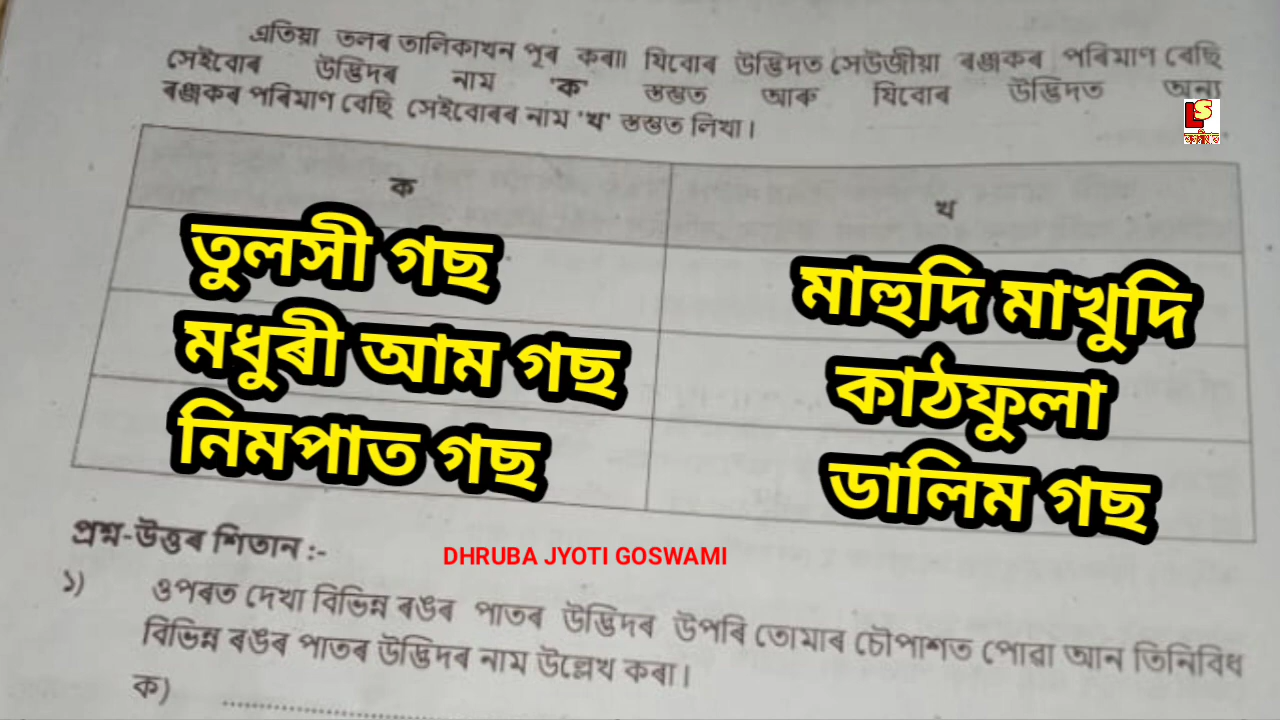 এতিয়া তলৰ তালিকাখন পূৰ কৰা। যিবোৰ উদ্ভিদত সেউজীয়া ৰঞ্জকৰ পৰিমাণ বেছি
সেইবোৰ উদ্ভিদৰ নাম 'ক' স্তম্ভত আৰু যিবোৰ উদ্ভিদত অন্য
ৰঞ্জকৰ পৰিমাণ বেছি সেইবোৰৰ নাম 'খ' স্তম্ভত লিখা।
LS
ক
খ
তুলসী গছ
মাহুদি মাখুদি
মধুৰী আম গছ
কাঠফুলা
নিমপাত গছ
ডালিম গছ
প্ৰশ্ন-উত্তৰ শিতান :-
DHRUBA JYOTI GOSWAMI
১) ওপৰত দেখা বিভিন্ন ৰঙৰ পাতৰ উদ্ভিদৰ উপৰি তোমাৰ চৌপাশত পোৱা আন তিনিবিধ
বিভিন্ন ৰঙৰ পাতৰ উদ্ভিদৰ নাম উল্লেখ কৰা।
ক) ........................